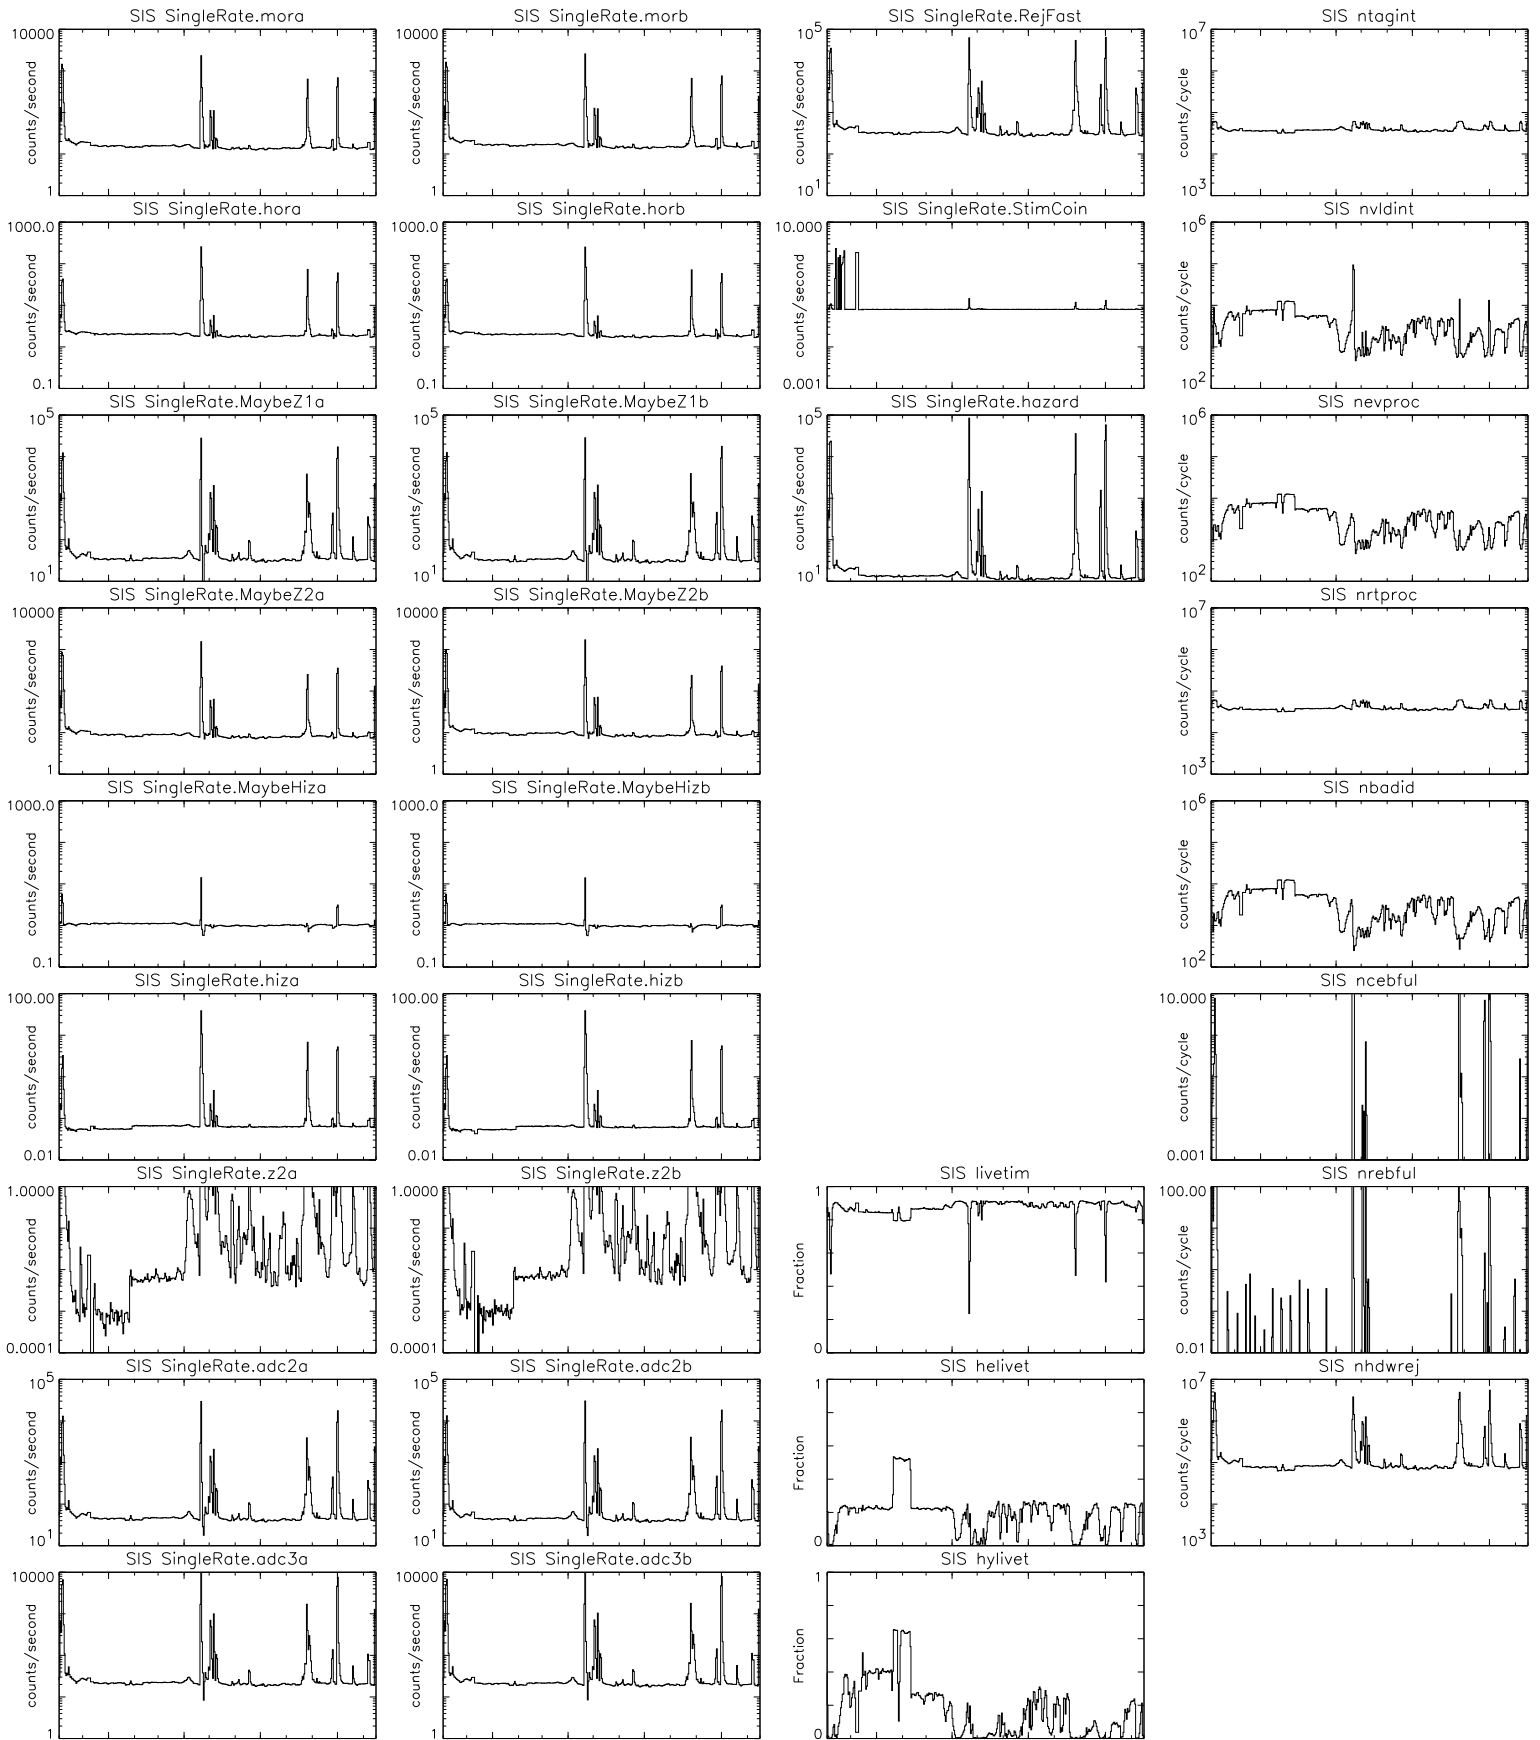 SIS SingleRate.mora
10000
counts/second
1
SIS SingleRate.morb
10000
counts/second
1
SIS SingleRate.RejFast
10^5
counts/second
10^1
SIS ntagint
10^7
counts/cycle
10^3
SIS SingleRate.hora
1000.0
counts/second
0.1
SIS SingleRate.horb
1000.0
counts/second
0.1
SIS SingleRate.StimCoin
10.000
counts/second
0.001
SIS nvldint
10^6
counts/cycle
10^2
SIS SingleRate.MaybeZ1a
10^5
counts/second
10^1
SIS SingleRate.MaybeZ1b
10^5
counts/second
10^1
SIS SingleRate.hazard
10^5
counts/second
10^1
SIS nevproc
10^6
counts/cycle
10^2
SIS SingleRate.MaybeZ2a
10000
counts/second
1
SIS SingleRate.MaybeZ2b
10000
counts/second
1
SIS nrtproc
10^7
counts/cycle
10^3
SIS SingleRate.MaybeHiza
1000.0
counts/second
0.1
SIS SingleRate.MaybeHizb
1000.0
counts/second
0.1
SIS nbadid
10^6
counts/cycle
10^2
SIS SingleRate.hiza
100.00
counts/second
0.01
SIS SingleRate.hizb
100.00
counts/second
0.01
SIS ncebful
10.000
counts/cycle
0.001
SIS SingleRate.z2a
1.0000
counts/second
0.0001
SIS SingleRate.z2b
1.0000
counts/second
0.0001
SIS livetim
1
Fraction
0
SIS nrebful
100.00
counts/cycle
0.01
SIS SingleRate.adc2a
10^5
counts/second
10^1
SIS SingleRate.adc2b
10^5
counts/second
10^1
SIS helivet
1
Fraction
0
SIS nhdwrej
10^7
counts/cycle
10^3
SIS SingleRate.adc3a
10000
counts/second
1
SIS SingleRate.adc3b
10000
counts/second
1
SIS hylivet
1
Fraction
0